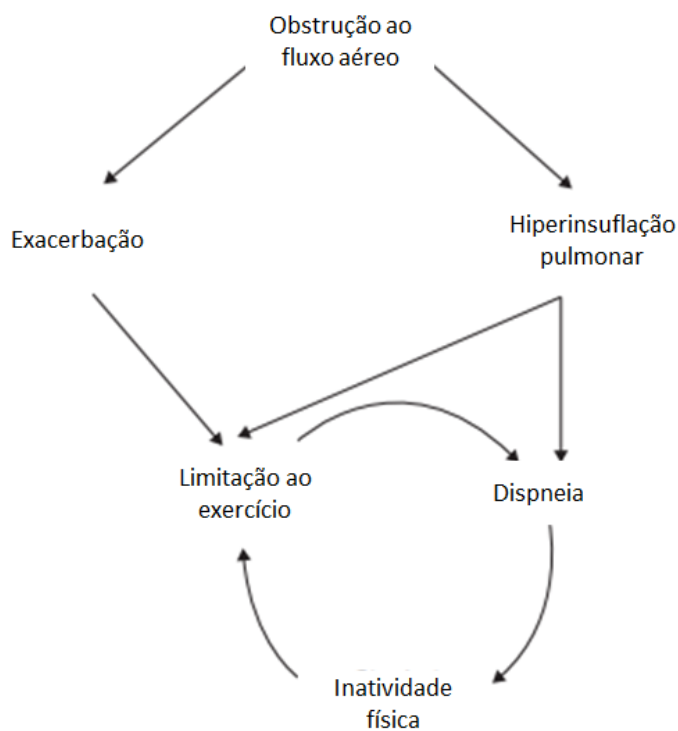 Obstrução ao
fluxo aéreo
Exacerbação
Hiperinsuflação
pulmonar
Limitação ao
exercício
Dispneia
Inatividade
física